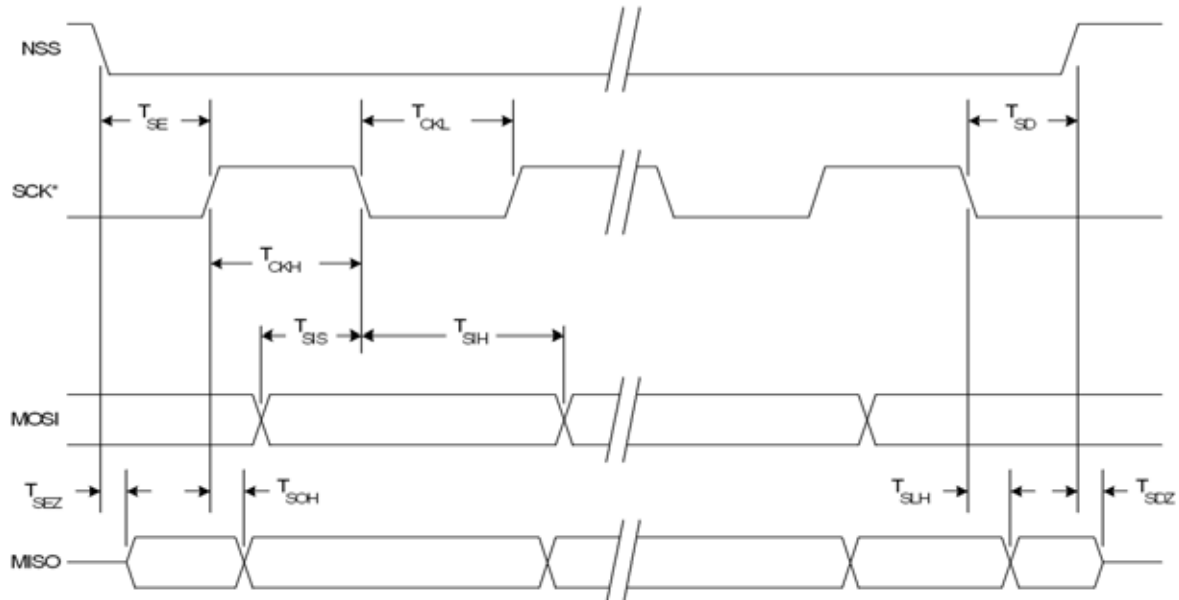 NSS
T_SE
T_CKL
T_SD
SCK*
T_CKH
T_SIS
T_SIH
MOSI
T_SEZ
T_SOH
T_SLH
T_SDZ
MISO